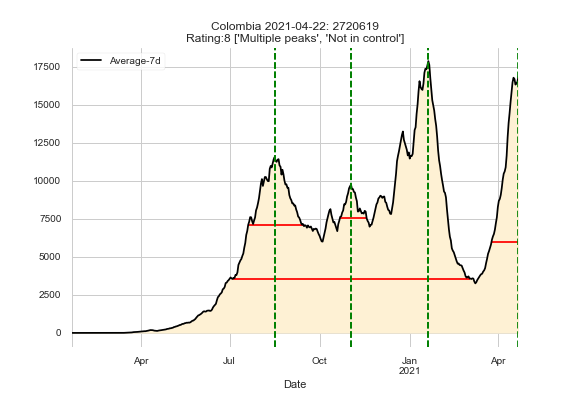 Colombia 2021-04-22: 2720619
Rating:8 ['Multiple peaks', 'Not in control']
Average-7d
17500
15000
12500
10000
7500
5000
2500
0
Apr
Jul
Oct
Jan
2021
Apr
Date